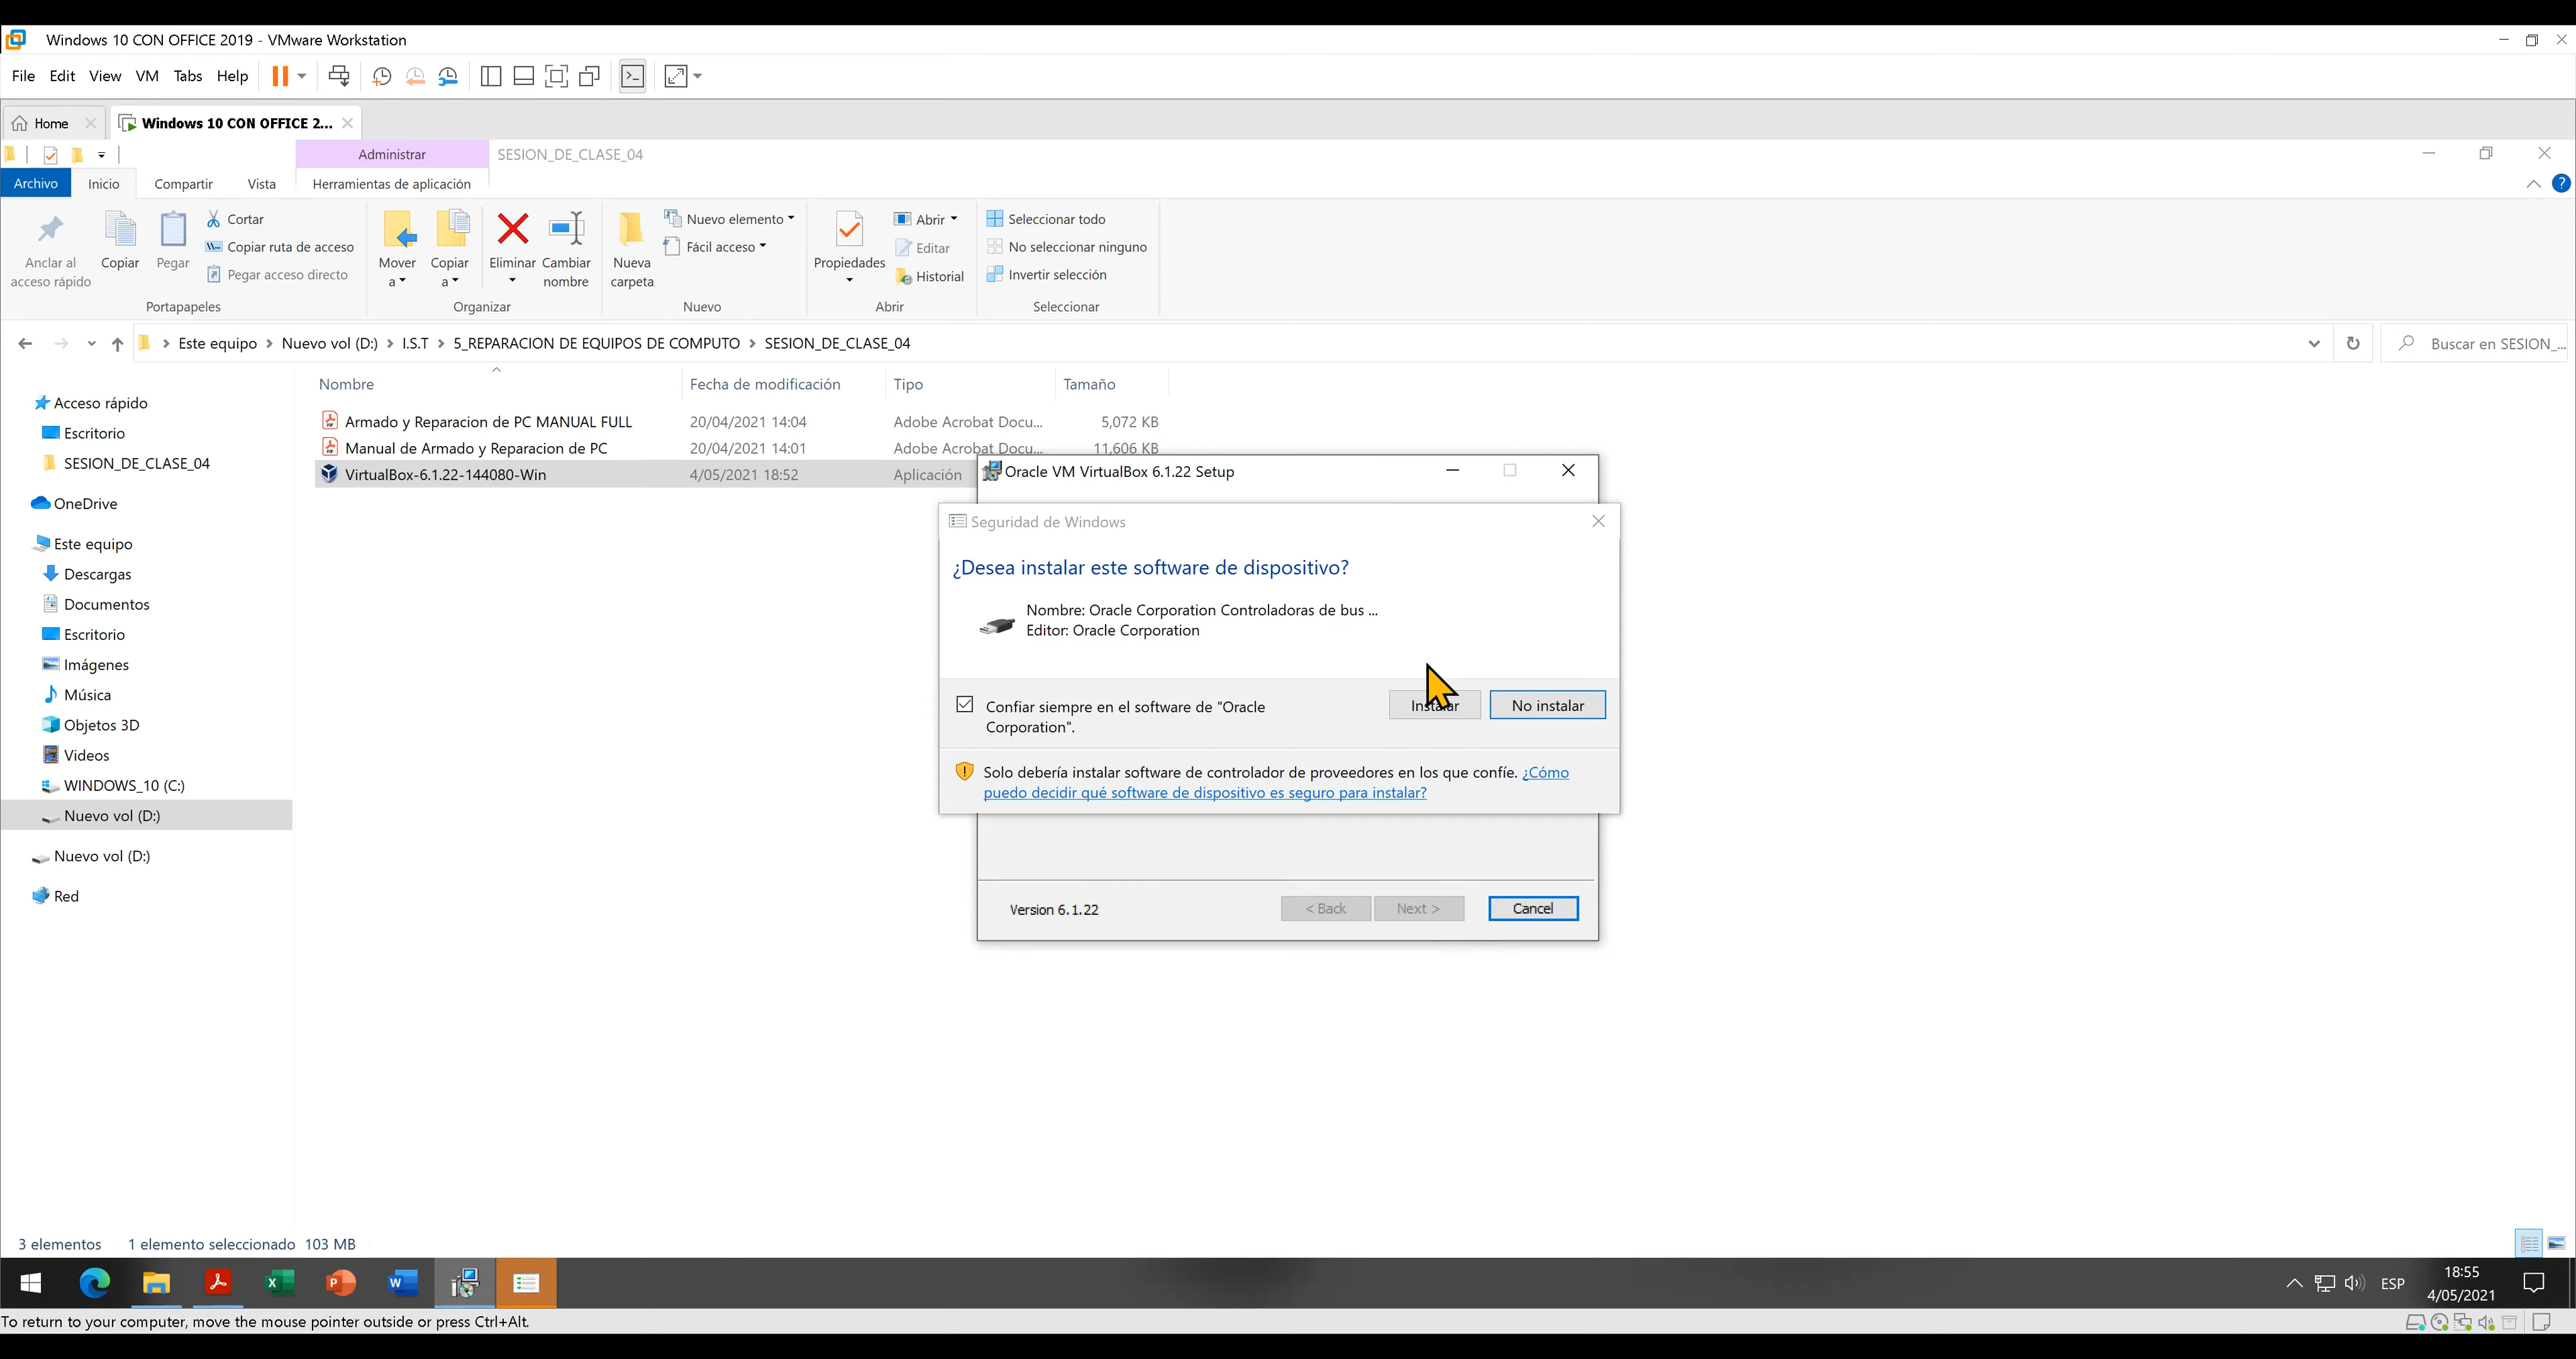 Windows 10 CON OFFICE 2019 - VMware Workstation
File Edit View VM Tabs Help
Home Windows 10 CON OFFICE 2...
Administrar SESION_DE_CLASE_04
Archivo Inicio Compartir Vista Herramientas de aplicación
Anclar al
acceso rápido
Copiar
Pegar
Cortar
Copiar ruta de acceso
Pegar acceso directo
Portapapeles
Mover
a
Copiar
a
Eliminar
Cambiar
nombre
Organizar
Nueva
carpeta
Nuevo elemento
Fácil acceso
Nuevo
Propiedades
Abrir
Editar
Historial
Abrir
Seleccionar todo
No seleccionar ninguno
Invertir selección
Seleccionar
> Este equipo > Nuevo vol (D:) > I.S.T > 5_REPARACION DE EQUIPOS DE COMPUTO > SESION_DE_CLASE_04
Buscar en SESION_...
Acceso rápido
Escritorio
SESION_DE_CLASE_04
OneDrive
Este equipo
Descargas
Documentos
Escritorio
Imágenes
Música
Objetos 3D
Videos
WINDOWS_10 (C:)
Nuevo vol (D:)
Nuevo vol (D:)
Red
Nombre Fecha de modificación Tipo Tamaño
Armado y Reparacion de PC MANUAL FULL 20/04/2021 14:04 Adobe Acrobat Docu... 5,072 KB
Manual de Armado y Reparacion de PC 20/04/2021 14:01 Adobe Acrobat Docu... 11,606 KB
VirtualBox-6.1.22-144080-Win 4/05/2021 18:52 Aplicación
Oracle VM VirtualBox 6.1.22 Setup
Seguridad de Windows
¿Desea instalar este software de dispositivo?
Nombre: Oracle Corporation Controladoras de bus ...
Editor: Oracle Corporation
Confiar siempre en el software de "Oracle
Corporation".
Instalar No instalar
Solo debería instalar software de controlador de proveedores en los que confíe. ¿Cómo
puedo decidir qué software de dispositivo es seguro para instalar?
Version 6.1.22 < Back Next > Cancel
3 elementos 1 elemento seleccionado 103 MB
ESP
18:55
4/05/2021
To return to your computer, move the mouse pointer outside or press Ctrl+Alt.